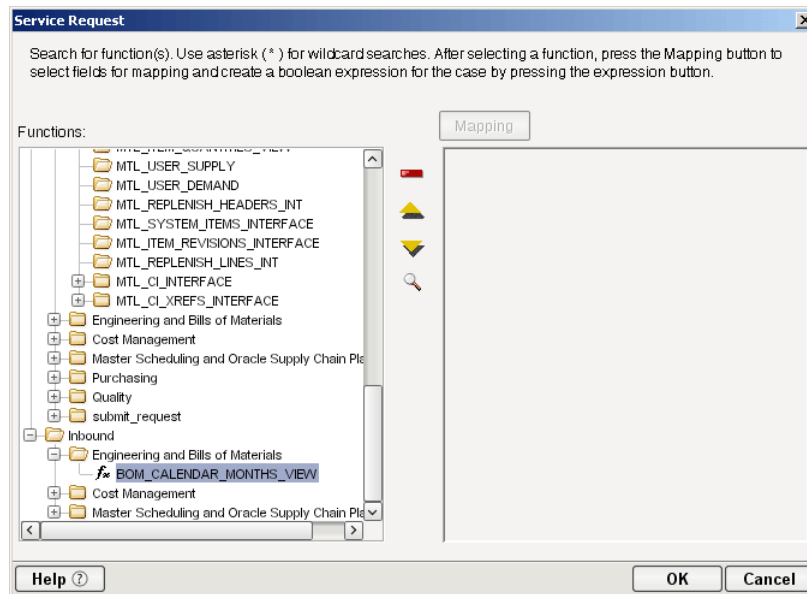 Service Request
Search for function(s). Use asterisk (*) for wildcard searches. After selecting a function, press the Mapping button to
select fields for mapping and create a boolean expression for the case by pressing the expression button.
Mapping
Functions:
MTL_USER_SUPPLY
MTL_USER_DEMAND
MTL_REPLENISH_HEADERS_INT
MTL_SYSTEM_ITEMS_INTERFACE
MTL_ITEM_REVISIONS_INTERFACE
MTL_REPLENISH_LINES_INT
MTL_CI_INTERFACE
MTL_CI_XREFS_INTERFACE
Engineering and Bills of Materials
Cost Management
Master Scheduling and Oracle Supply Chain Pla
Purchasing
Quality
submit_request
Inbound
Engineering and Bills of Materials
fx BOM_CALENDAR_MONTHS_VIEW
Cost Management
Master Scheduling and Oracle Supply Chain Pla
Help ?
OK
Cancel